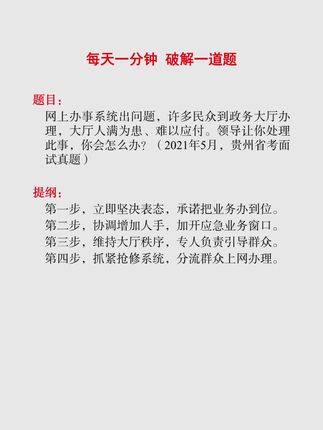 每天一分钟 破解一道题
题目：
网上办事系统出问题，许多民众到政务大厅办
理，大厅人满为患、难以应付。领导让你处理
此事，你会怎么办？（2021年5月，贵州省考面
试真题）
提纲：
第一步，立即坚决表态，承诺把业务办到位。
第二步，协调增加人手，加开应急业务窗口。
第三步，维持大厅秩序，专人负责引导群众。
第四步，抓紧抢修系统，分流群众上网办理。